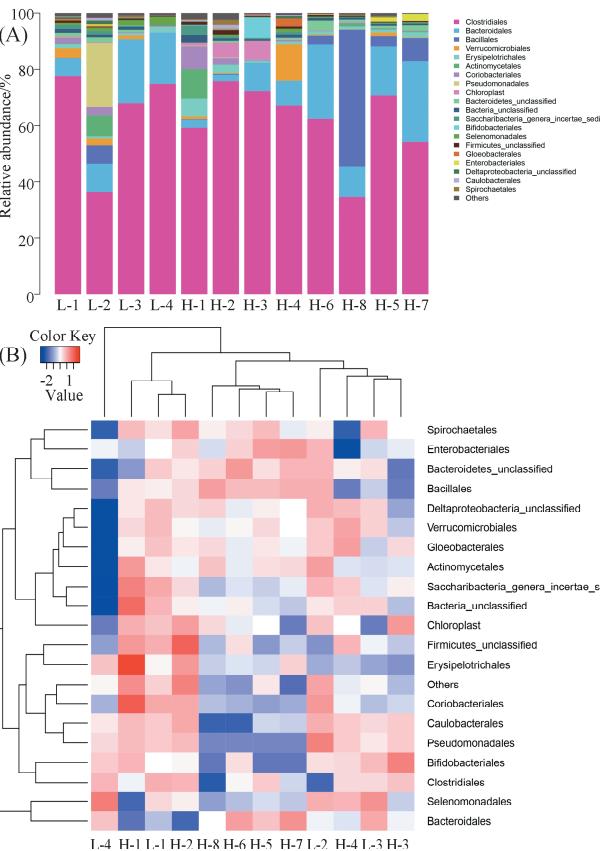 (A)
Relative abundance/%
100
80
60
40
20
0
L-1 L-2 L-3 L-4 H-1 H-2 H-3 H-4 H-6 H-8 H-5 H-7
Clostridiales
Bacteroidales
Bacillales
Verrucomicrobiales
Erysipelotrichales
Actinomycetales
Coriobacteriales
Pseudomonadales
Chloroplast
Bacteroidetes_unclassified
Bacteria_unclassified
Saccharibacteria_genera_incertae_sedi
Bifidobacteriales
Selenomonadales
Firmicutes_unclassified
Gloeobacterales
Enterobacteriales
Deltaproteobacteria_unclassified
Caulobacterales
Spirochaetales
Others
(B)
Color Key
-2 1
Value
Spirochaetales
Enterobacteriales
Bacteroidetes_unclassified
Bacillales
Deltaproteobacteria_unclassified
Verrucomicrobiales
Gloeobacterales
Actinomycetales
Saccharibacteria_genera_incertae_s
Bacteria_unclassified
Chloroplast
Firmicutes_unclassified
Erysipelotrichales
Others
Coriobacteriales
Caulobacterales
Pseudomonadales
Bifidobacteriales
Clostridiales
Selenomonadales
Bacteroidales
L-4 H-1 L-1 H-2 H-8 H-6 H-5 H-7 L-2 H-4 L-3 H-3